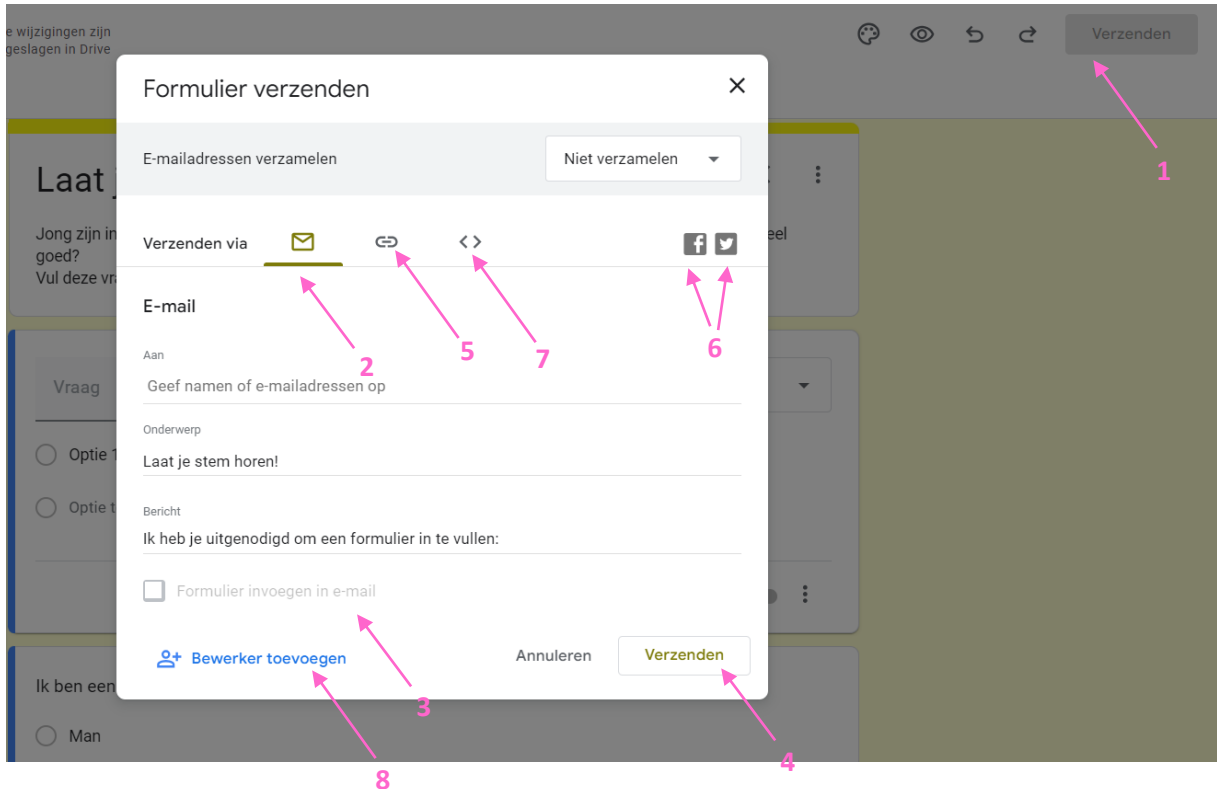 e wijzigingen zijn
geslagen in Drive
Verzenden
Formulier verzenden
E-mailadressen verzamelen
Niet verzamelen
1
Laat
Jong zijn in
eel
goed?
Vul deze vr
Verzenden via
E-mail
2
5
7
6
Aan
Geef namen of e-mailadressen op
Vraag
Onderwerp
Laat je stem horen!
Optie 1
Optie t
Bericht
Ik heb je uitgenodigd om een formulier in te vullen:
Formulier invoegen in e-mail
Bewerker toevoegen
Annuleren
Verzenden
Ik ben een
3
Man
4
8